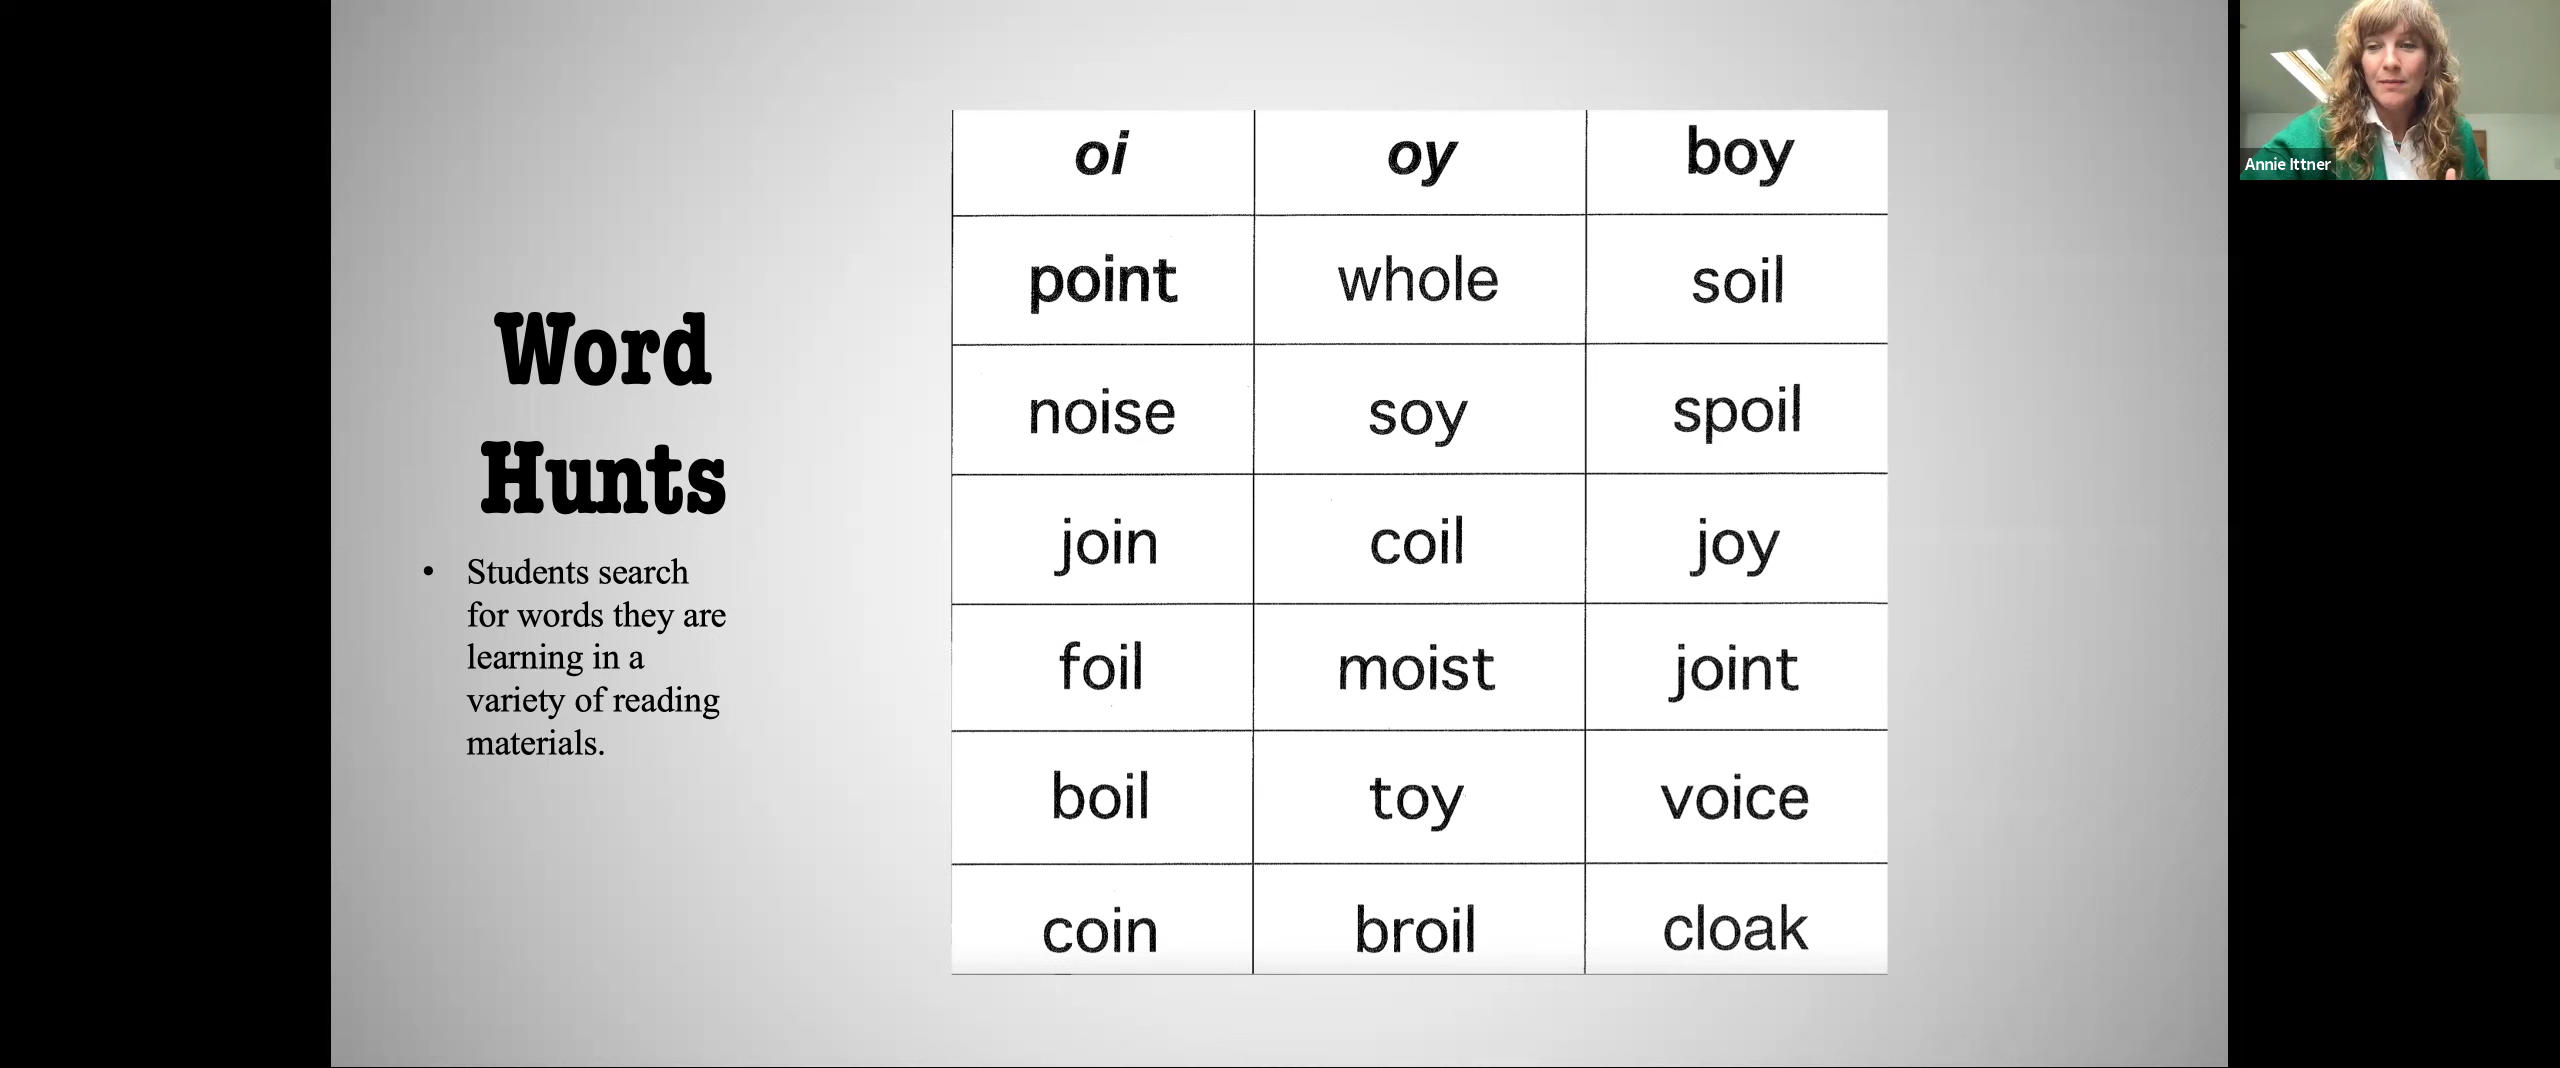 Word
Hunts
• Students search
for words they are
learning in a
variety of reading
materials.
oi oy boy
point whole soil
noise soy spoil
join coil joy
foil moist joint
boil toy voice
coin broil cloak
Annie Ittner